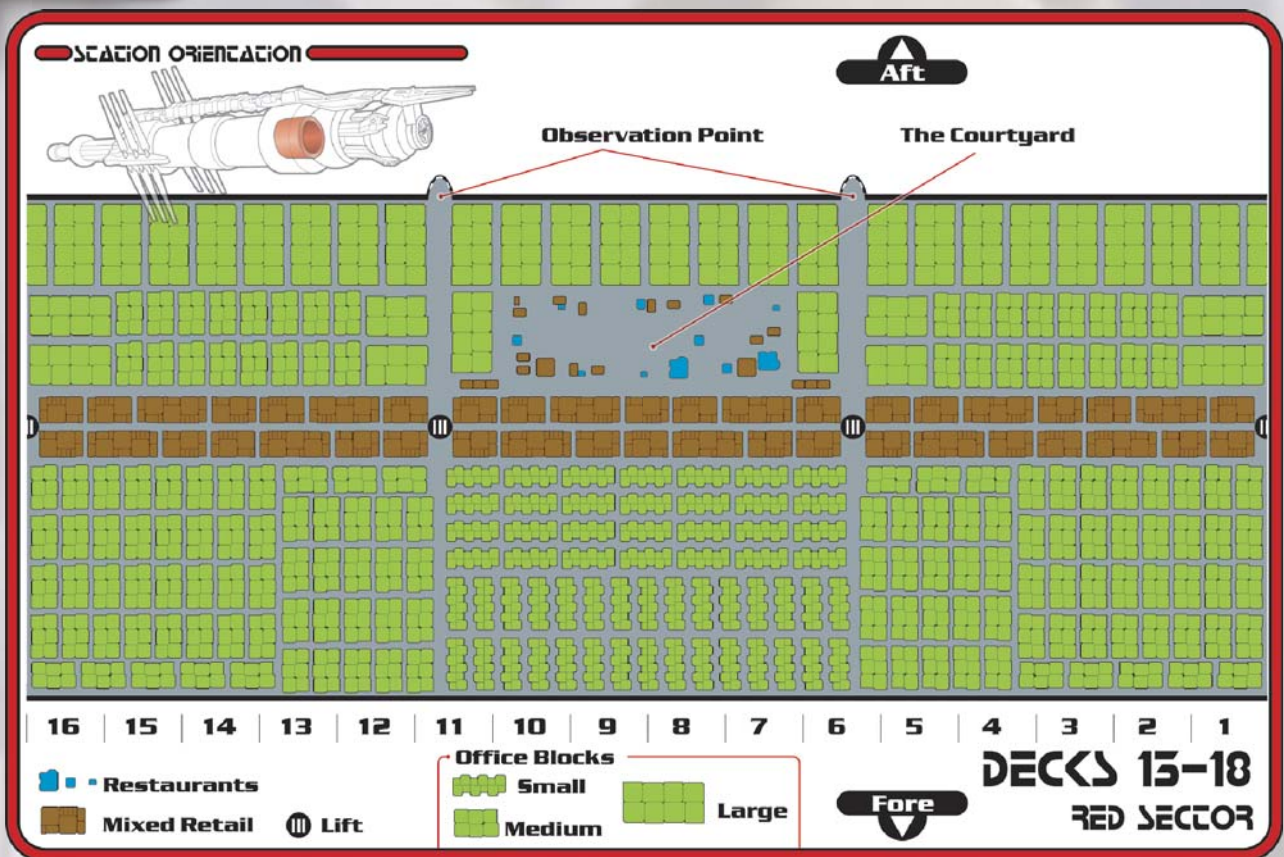 STATION ORIENTATION
Aft
Observation Point
The Courtyard
16 15 14 13 12 11 10 9 8 7 6 5 4 3 2 1
Restaurants
Mixed Retail
Lift
Office Blocks
Small
Medium
Large
Fore
DECKS 15-18
RED SECTOR